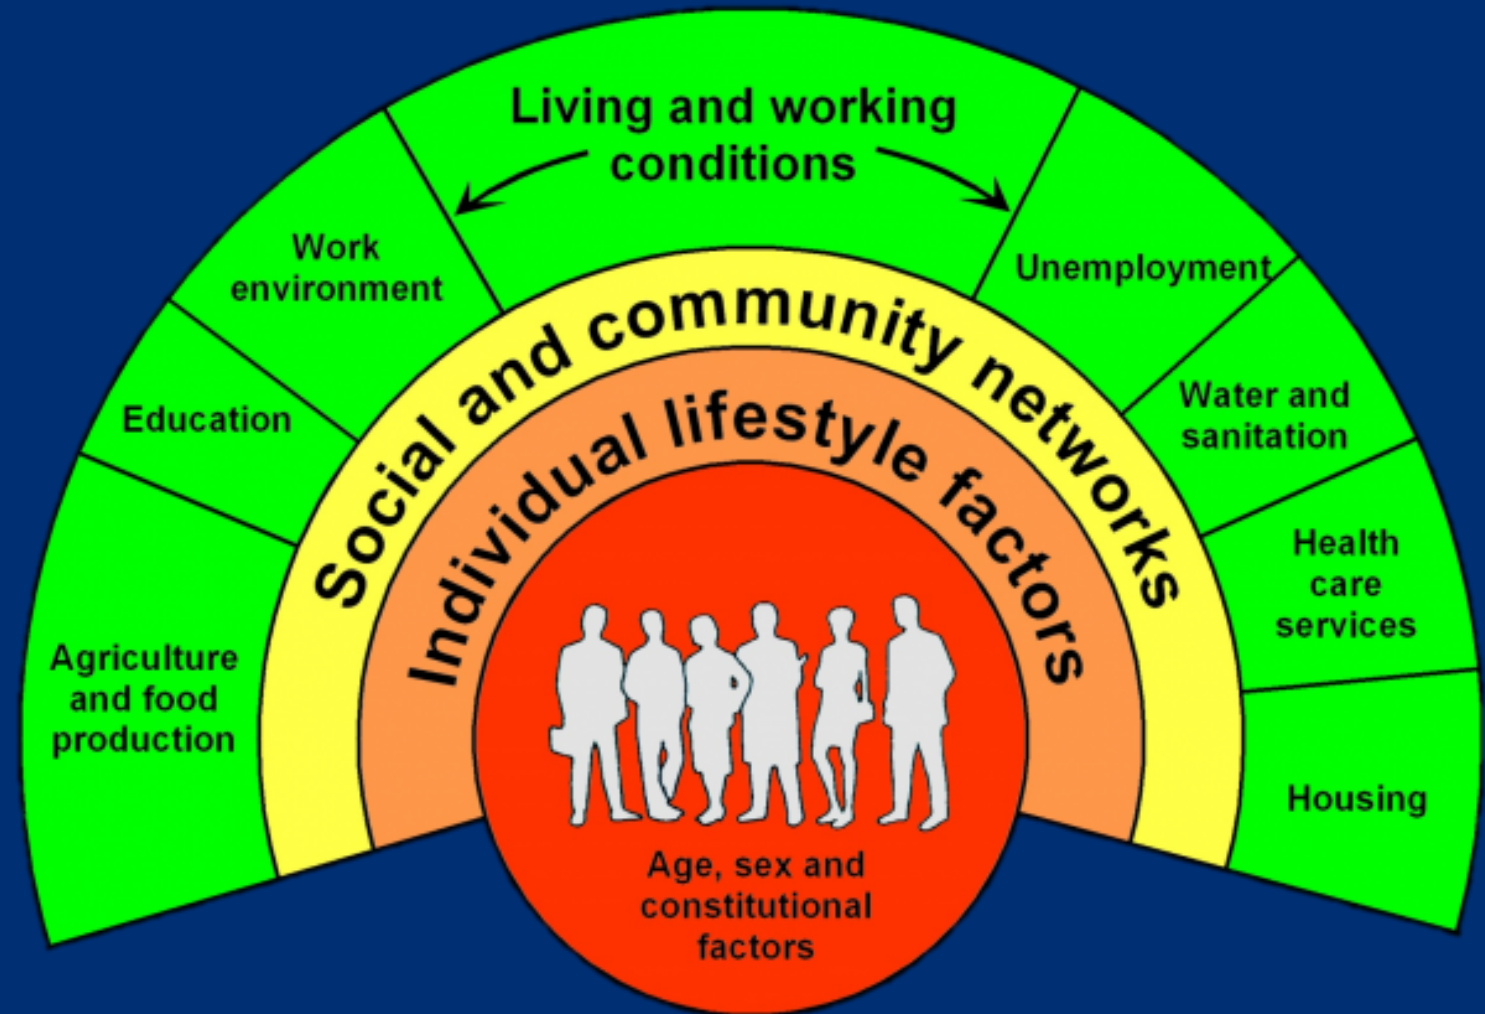 Living and working
conditions
Work
environment
Unemployment
Education
Water and
sanitation
Health
care
services
Agriculture
and food
production
Housing
Social and community networks
Individual lifestyle factors
Age, sex and
constitutional
factors